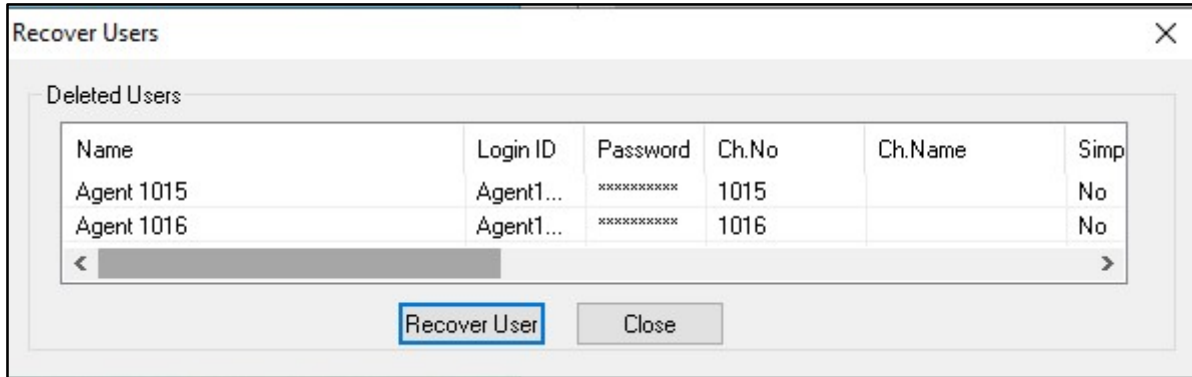 Recover Users
Deleted Users
Name Login ID Password Ch.No Ch.Name Simp
Agent 1015 Agent1... ********** 1015 No
Agent 1016 Agent1... ********** 1016 No
Recover User Close